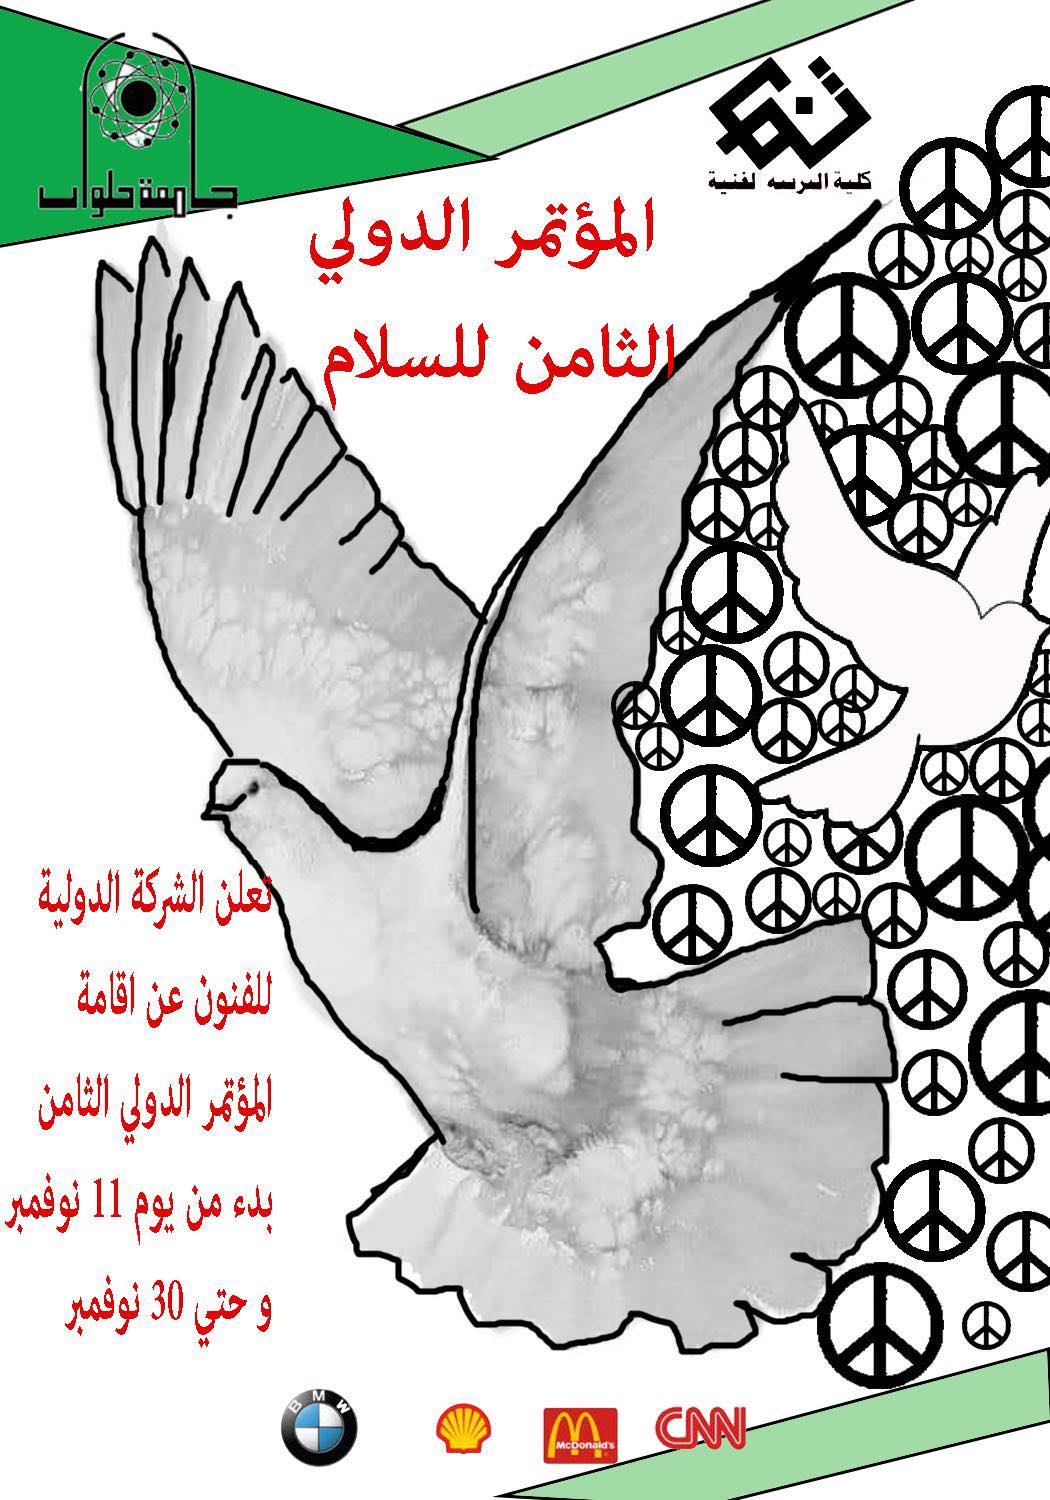 جامعة حلوان
كلية التربية الفنية
المؤتمر الدولي
الثامن للسلام
تعلن الشركة الدولية
للفنون عن اقامة
المؤتمر الدولي الثامن
بدء من يوم 11 نوفمبر
و حتي 30 نوفمبر
BMW
McDonald's
CNN